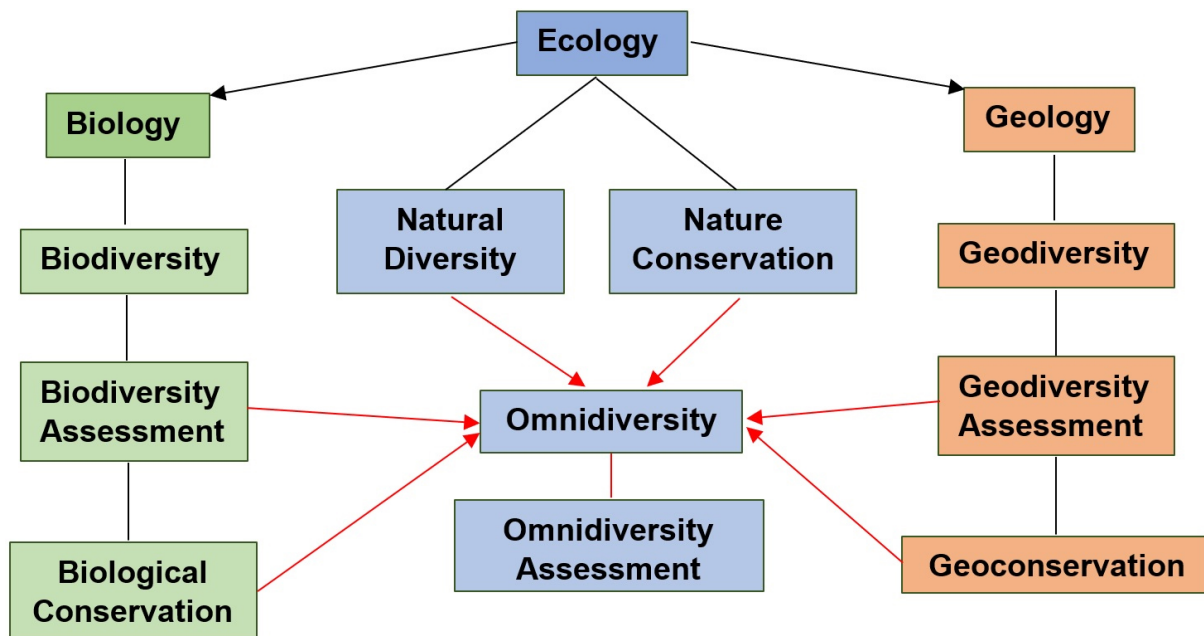 Ecology
Biology
Geology
Natural
Diversity
Nature
Conservation
Biodiversity
Geodiversity
Biodiversity
Assessment
Omnidiversity
Geodiversity
Assessment
Omnidiversity
Assessment
Biological
Conservation
Geoconservation